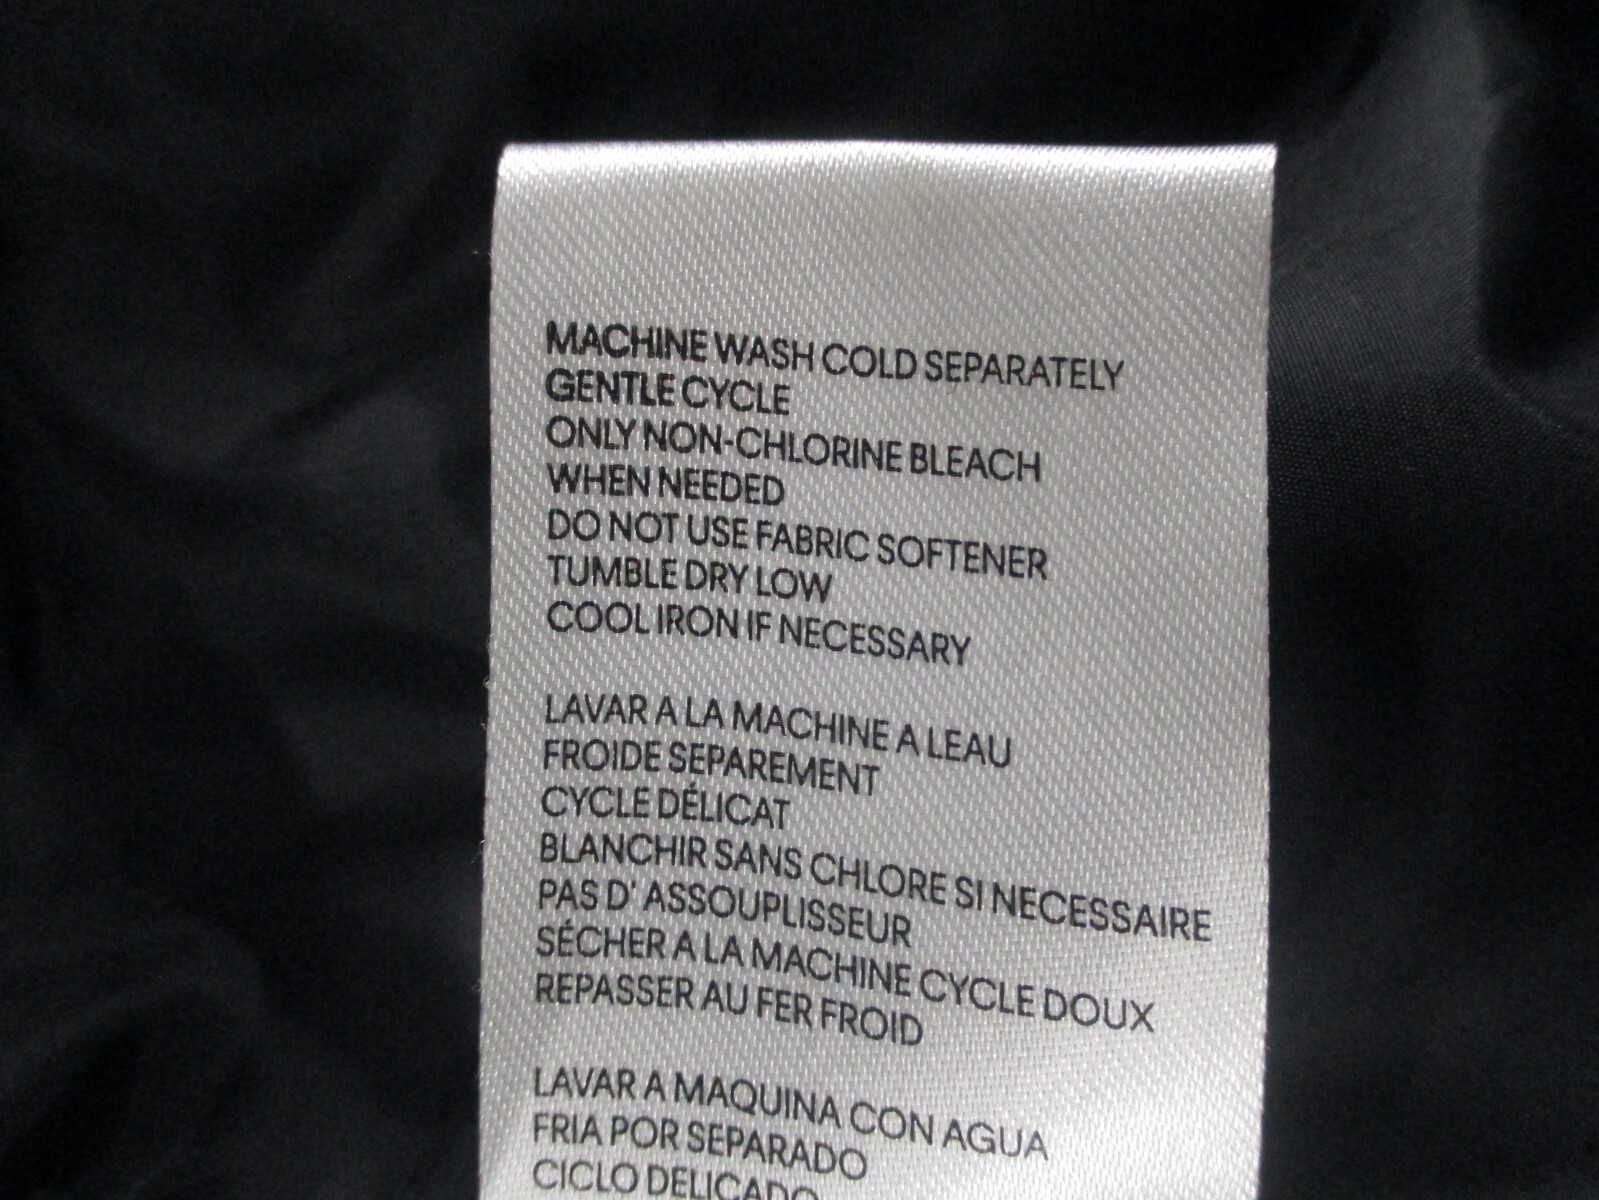 MACHINE WASH COLD SEPARATELY
GENTLE CYCLE
ONLY NON-CHLORINE BLEACH
WHEN NEEDED
DO NOT USE FABRIC SOFTENER
TUMBLE DRY LOW
COOL IRON IF NECESSARY
LAVAR A LA MACHINE A LEAU
FROIDE SEPAREMENT
CYCLE DÉLICAT
BLANCHIR SANS CHLORE SI NECESSAIRE
PAS D' ASSOUPLISSEUR
SÉCHER A LA MACHINE CYCLE DOUX
REPASSER AU FER FROID
LAVAR A MAQUINA CON AGUA
FRIA POR SEPARADO
CICLO DELICADO